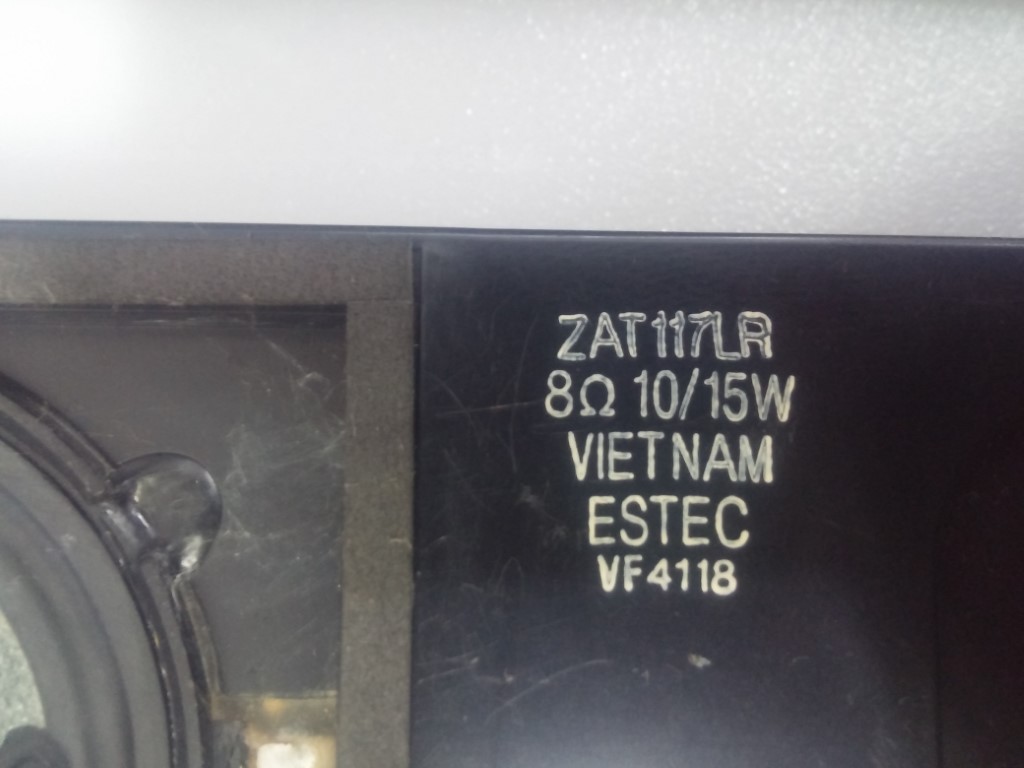 ZAT117LR
8Ω 10/15W
VIETNAM
ESTEC
VF4118